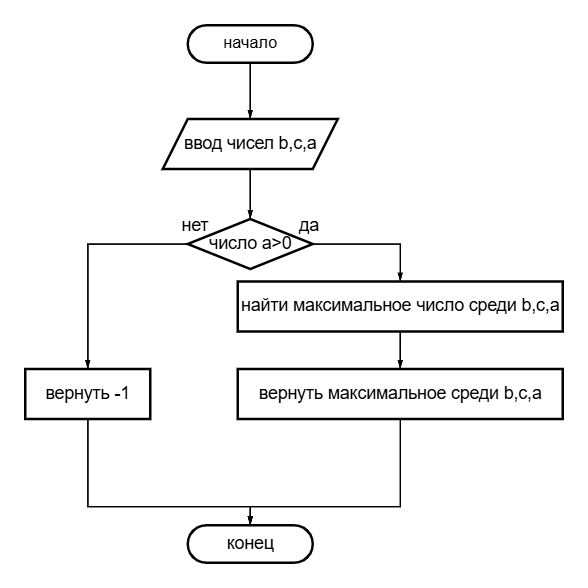 начало
ввод чисел b,c,a
нет
да
число a>0
найти максимальное число среди b,c,a
вернуть -1
вернуть максимальное среди b,c,a
конец